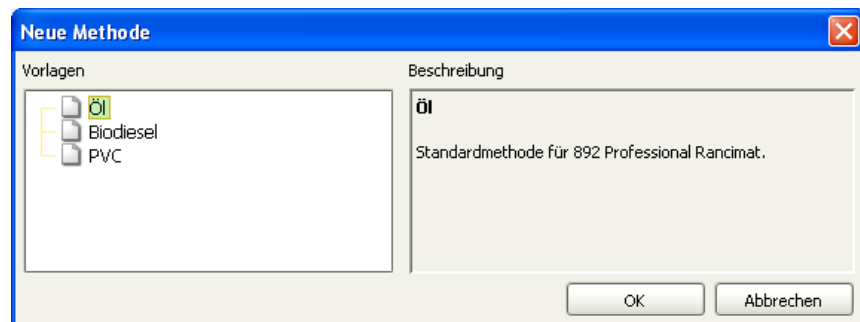 Neue Methode
Vorlagen
Beschreibung
Öl
Biodiesel
PVC
Öl
Standardmethode für 892 Professional Rancimat.
OK
Abbrechen